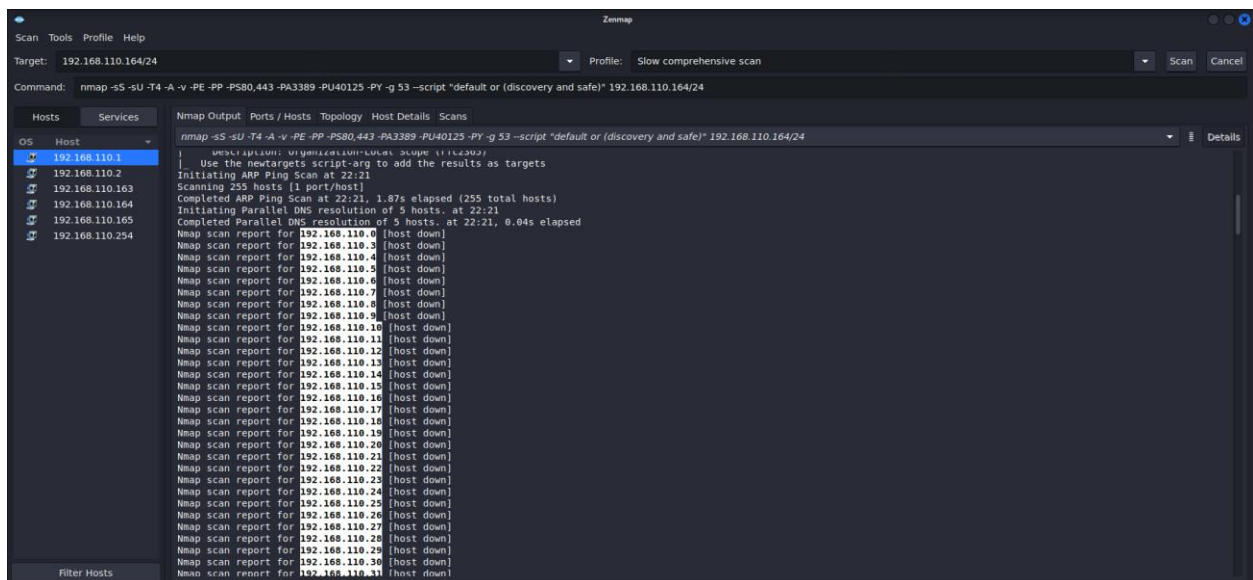 Zenmap
Scan Tools Profile Help
Target: 192.168.110.164/24 Profile: Slow comprehensive scan Scan Cancel
Command: nmap -sS -sU -T4 -A -v -PE -PP -PS80,443 -PA3389 -PU40125 -PY -g 53 --script "default or (discovery and safe)" 192.168.110.164/24
Hosts Services
OS Host
192.168.110.1
192.168.110.2
192.168.110.163
192.168.110.164
192.168.110.165
192.168.110.254
Filter Hosts
Nmap Output Ports / Hosts Topology Host Details Scans
nmap -sS -sU -T4 -A -v -PE -PP -PS80,443 -PA3389 -PU40125 -PY -g 53 --script "default or (discovery and safe)" 192.168.110.164/24 Details
| Description: Organization-Local Scope (rfc2365)
|_ Use the newtargets script-arg to add the results as targets
Initiating ARP Ping Scan at 22:21
Scanning 255 hosts [1 port/host]
Completed ARP Ping Scan at 22:21, 1.87s elapsed (255 total hosts)
Initiating Parallel DNS resolution of 5 hosts. at 22:21
Completed Parallel DNS resolution of 5 hosts. at 22:21, 0.04s elapsed
Nmap scan report for 192.168.110.0 [host down]
Nmap scan report for 192.168.110.3 [host down]
Nmap scan report for 192.168.110.4 [host down]
Nmap scan report for 192.168.110.5 [host down]
Nmap scan report for 192.168.110.6 [host down]
Nmap scan report for 192.168.110.7 [host down]
Nmap scan report for 192.168.110.8 [host down]
Nmap scan report for 192.168.110.9 [host down]
Nmap scan report for 192.168.110.10 [host down]
Nmap scan report for 192.168.110.11 [host down]
Nmap scan report for 192.168.110.12 [host down]
Nmap scan report for 192.168.110.13 [host down]
Nmap scan report for 192.168.110.14 [host down]
Nmap scan report for 192.168.110.15 [host down]
Nmap scan report for 192.168.110.16 [host down]
Nmap scan report for 192.168.110.17 [host down]
Nmap scan report for 192.168.110.18 [host down]
Nmap scan report for 192.168.110.19 [host down]
Nmap scan report for 192.168.110.20 [host down]
Nmap scan report for 192.168.110.21 [host down]
Nmap scan report for 192.168.110.22 [host down]
Nmap scan report for 192.168.110.23 [host down]
Nmap scan report for 192.168.110.24 [host down]
Nmap scan report for 192.168.110.25 [host down]
Nmap scan report for 192.168.110.26 [host down]
Nmap scan report for 192.168.110.27 [host down]
Nmap scan report for 192.168.110.28 [host down]
Nmap scan report for 192.168.110.29 [host down]
Nmap scan report for 192.168.110.30 [host down]
Nmap scan report for 192.168.110.31 [host down]